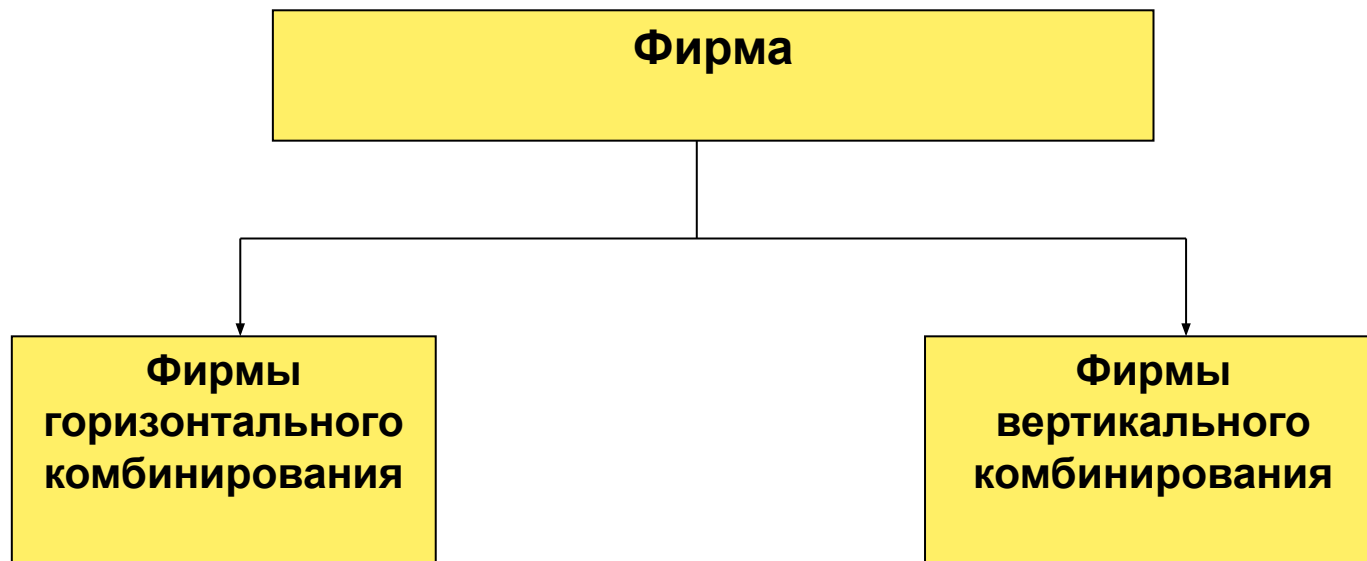 Фирма
Фирмы
горизонтального
комбинирования
Фирмы
вертикального
комбинирования